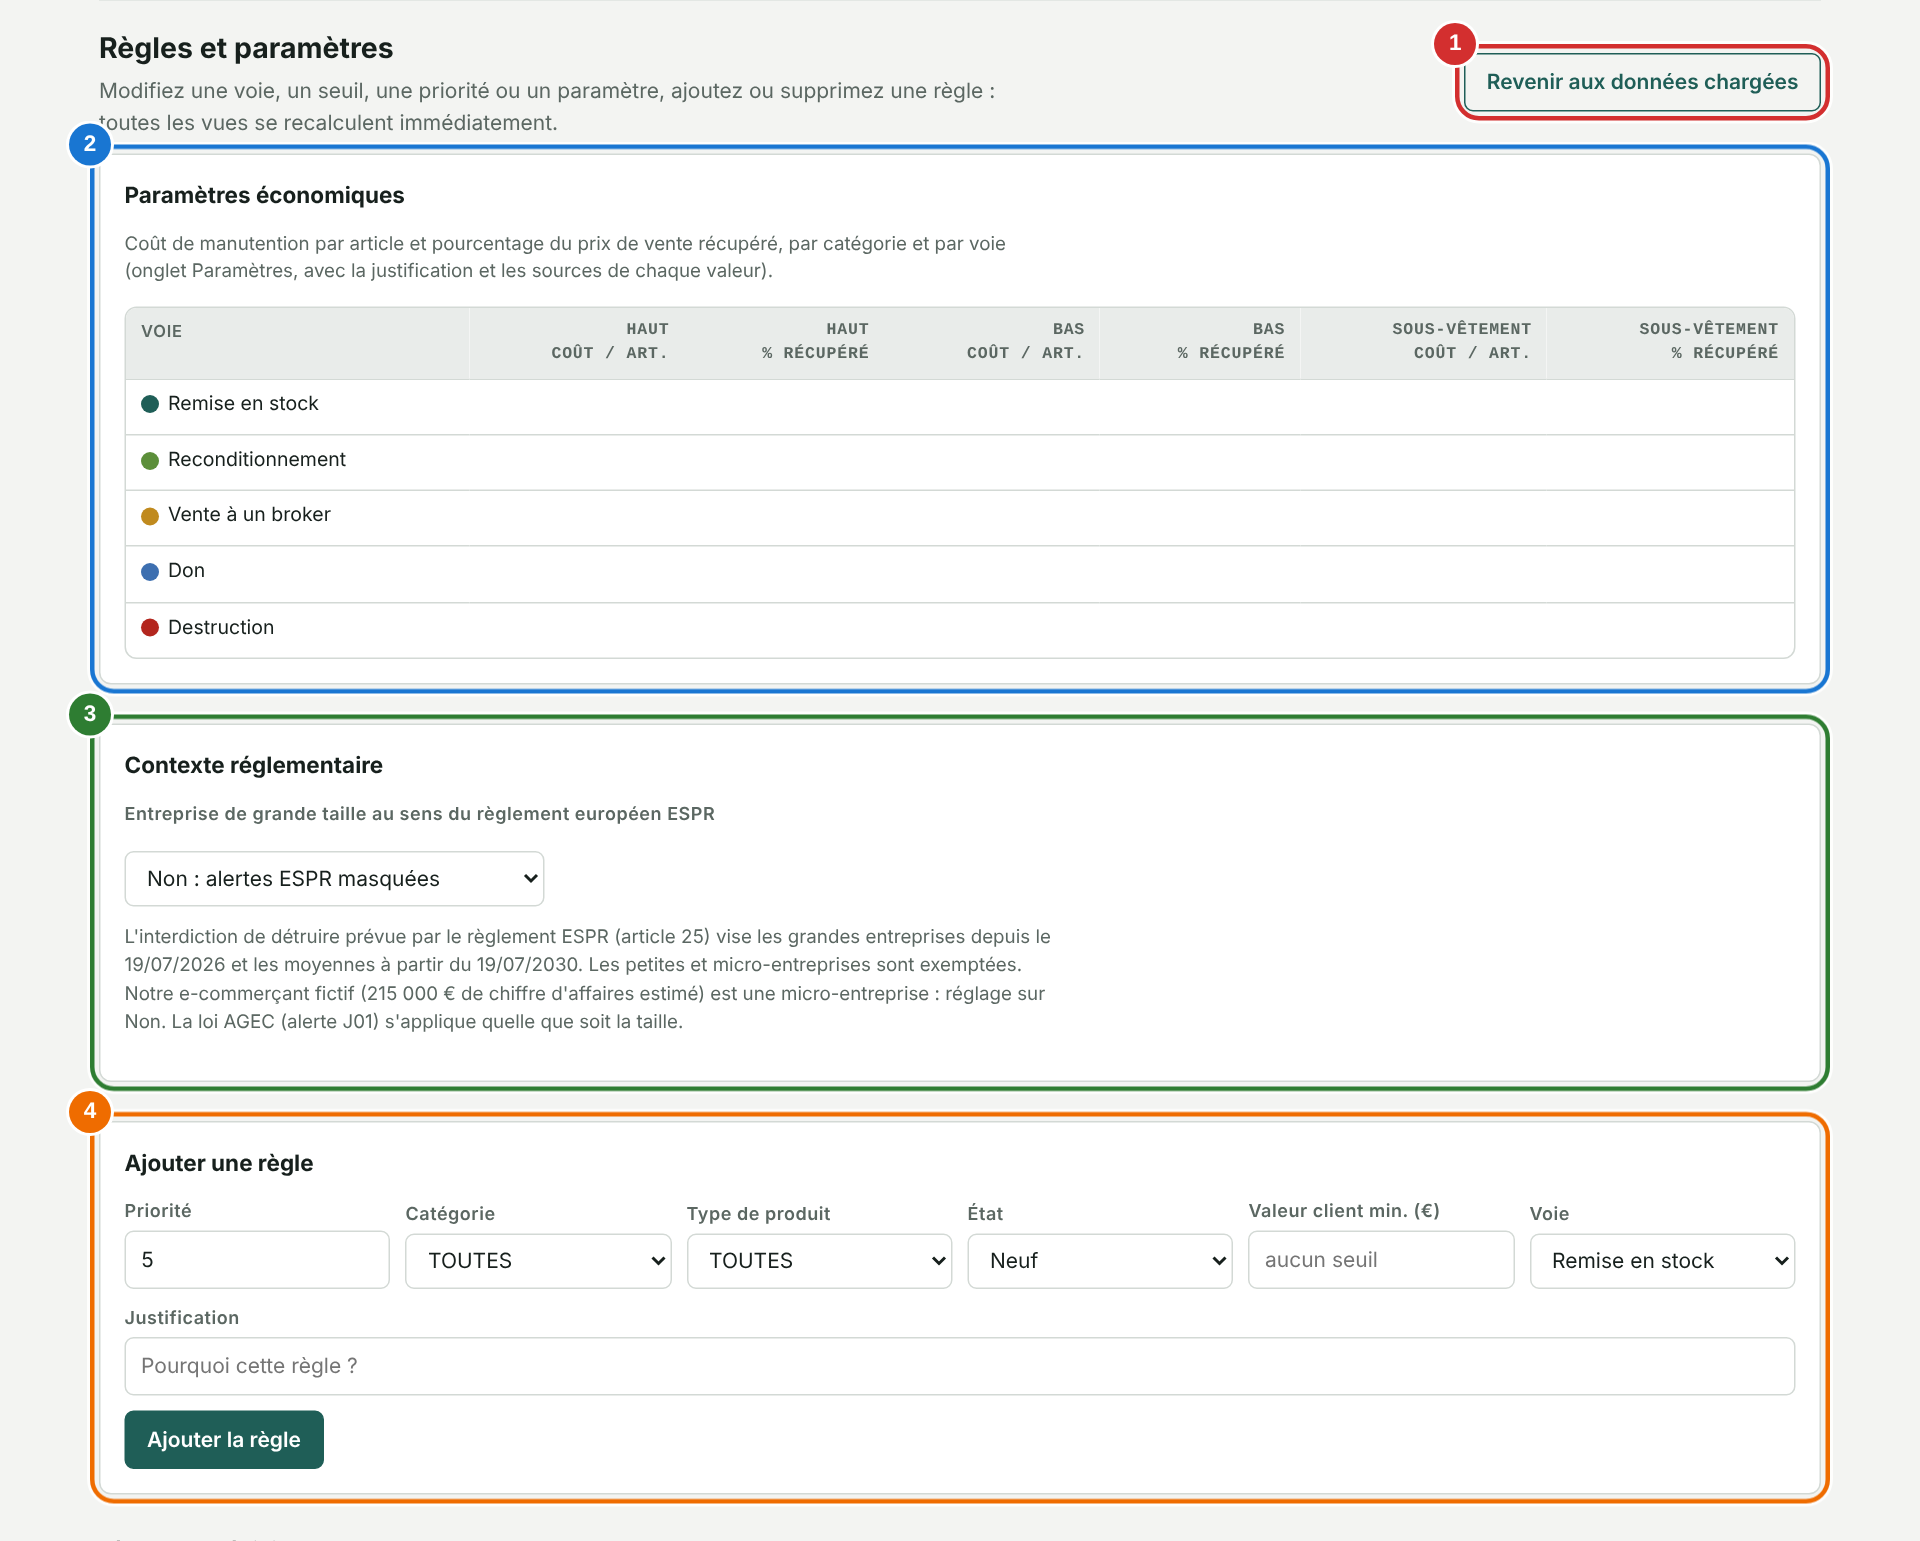 Règles et paramètres
1
Revenir aux données chargées
Modifiez une voie, un seuil, une priorité ou un paramètre, ajoutez ou supprimez une règle :
toutes les vues se recalculent immédiatement.
2
Paramètres économiques
Coût de manutention par article et pourcentage du prix de vente récupéré, par catégorie et par voie
(onglet Paramètres, avec la justification et les sources de chaque valeur).
VOIE HAUT HAUT BAS BAS SOUS-VÊTEMENT SOUS-VÊTEMENT
COÛT / ART. % RÉCUPÉRÉ COÛT / ART. % RÉCUPÉRÉ COÛT / ART. % RÉCUPÉRÉ
Remise en stock
Reconditionnement
Vente à un broker
Don
Destruction
3
Contexte réglementaire
Entreprise de grande taille au sens du règlement européen ESPR
Non : alertes ESPR masquées
L'interdiction de détruire prévue par le règlement ESPR (article 25) vise les grandes entreprises depuis le
19/07/2026 et les moyennes à partir du 19/07/2030. Les petites et micro-entreprises sont exemptées.
Notre e-commerçant fictif (215 000 € de chiffre d'affaires estimé) est une micro-entreprise : réglage sur
Non. La loi AGEC (alerte J01) s'applique quelle que soit la taille.
4
Ajouter une règle
Priorité Catégorie Type de produit État Valeur client min. (€) Voie
5 TOUTES TOUTES Neuf aucun seuil Remise en stock
Justification
Pourquoi cette règle ?
Ajouter la règle